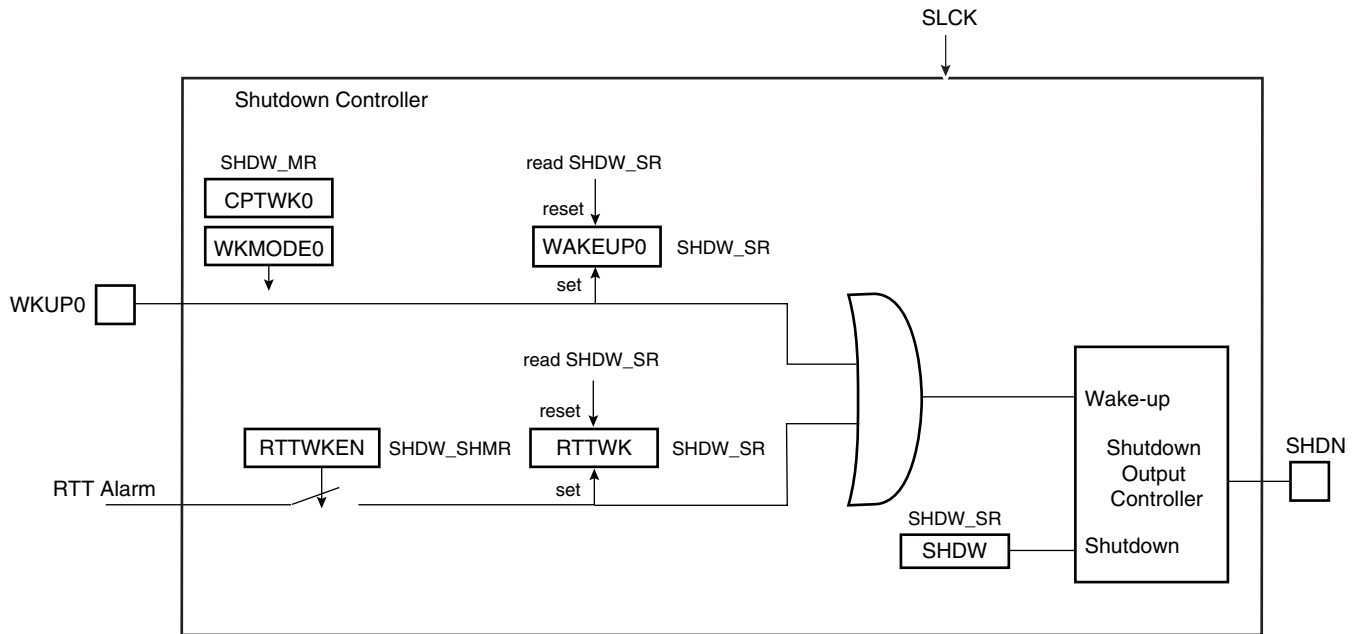 SLCK
Shutdown Controller
SHDW_MR
read SHDW_SR
CPTWK0
reset
WKMODE0
WAKEUP0
SHDW_SR
set
WKUP0
read SHDW_SR
reset
Wake-up
RTTWKEN
SHDW_SHMR
RTTWK
SHDW_SR
Shutdown
Output
Controller
SHDN
RTT Alarm
set
SHDW_SR
SHDW
Shutdown